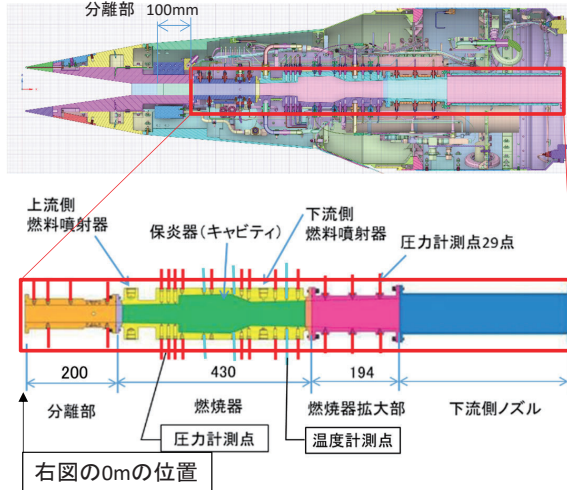 分離部
100mm
上流側
燃料噴射器
保炎器(キャビティ)
下流側
燃料噴射器
圧力計測点29点
200
430
194
分離部
燃焼器
燃焼器拡大部
下流側ノズル
圧力計測点
温度計測点
右図の0mの位置